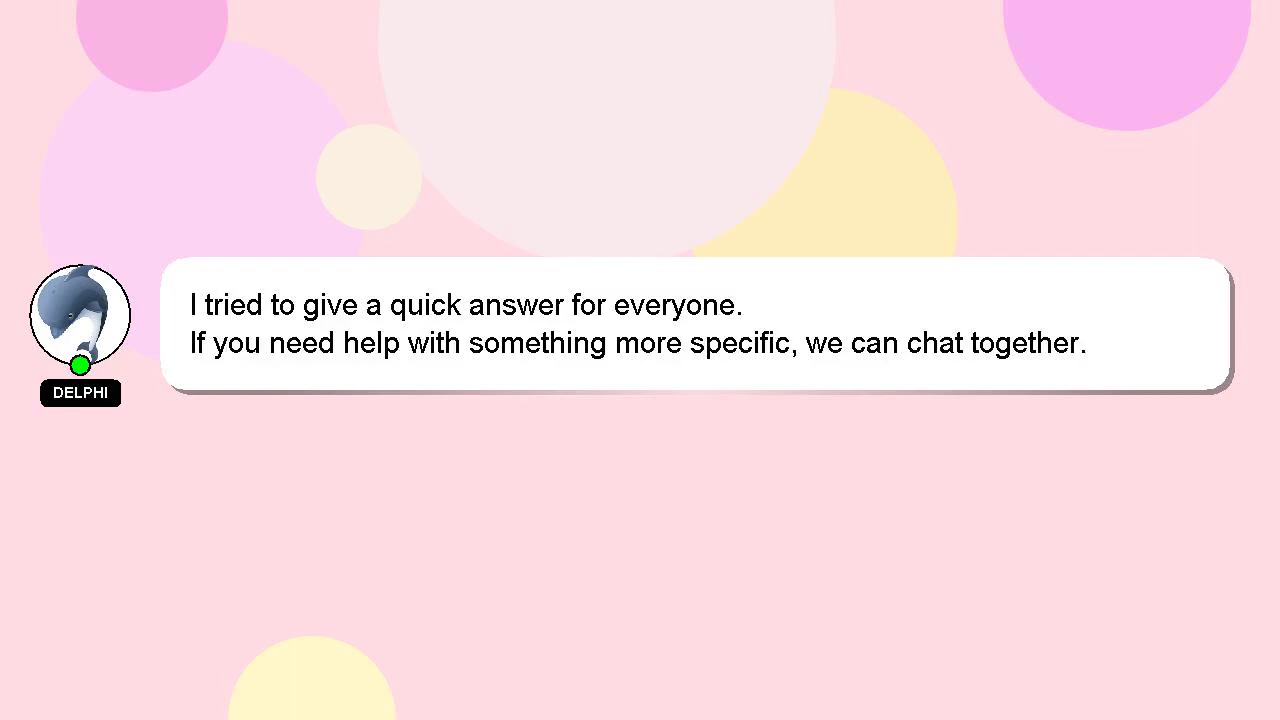 I tried to give a quick answer for everyone.
If you need help with something more specific, we can chat together.
DELPHI